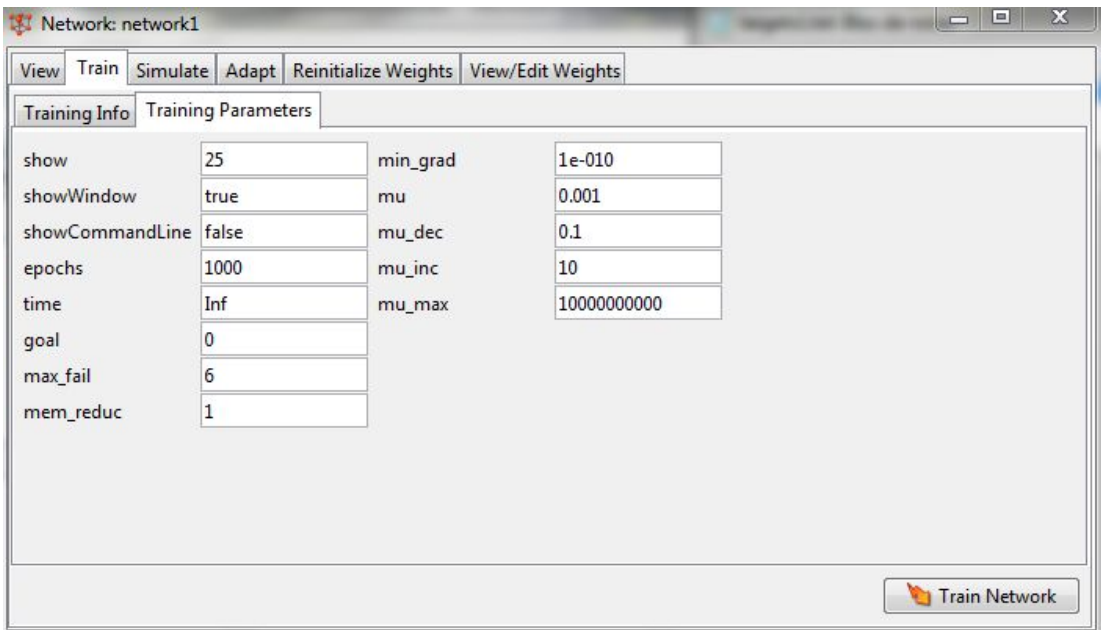 Network: network1
View Train Simulate Adapt Reinitialize Weights View/Edit Weights
Training Info Training Parameters
show 25 min_grad 1e-010
showWindow true mu 0.001
showCommandLine false mu_dec 0.1
epochs 1000 mu_inc 10
time Inf mu_max 10000000000
goal 0
max_fail 6
mem_reduc 1
Train Network